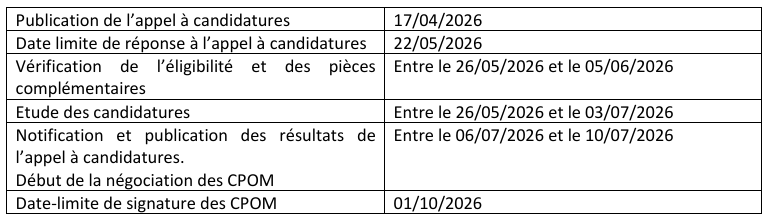 Publication de l’appel à candidatures 17/04/2026
Date limite de réponse à l’appel à candidatures 22/05/2026
Vérification de l’éligibilité et des pièces Entre le 26/05/2026 et le 05/06/2026
complémentaires
Etude des candidatures Entre le 26/05/2026 et le 03/07/2026
Notification et publication des résultats de Entre le 06/07/2026 et le 10/07/2026
l’appel à candidatures.
Début de la négociation des CPOM
Date-limite de signature des CPOM 01/10/2026